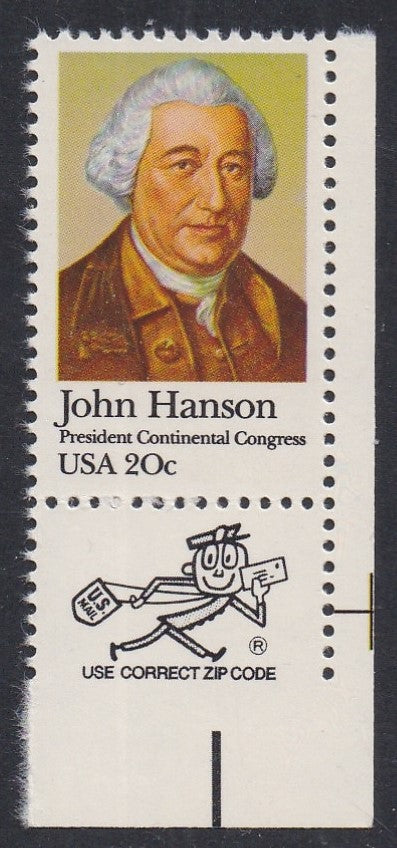 John Hanson
President Continental Congress
USA 20c
U.S.
MAIL
®
USE CORRECT ZIP CODE